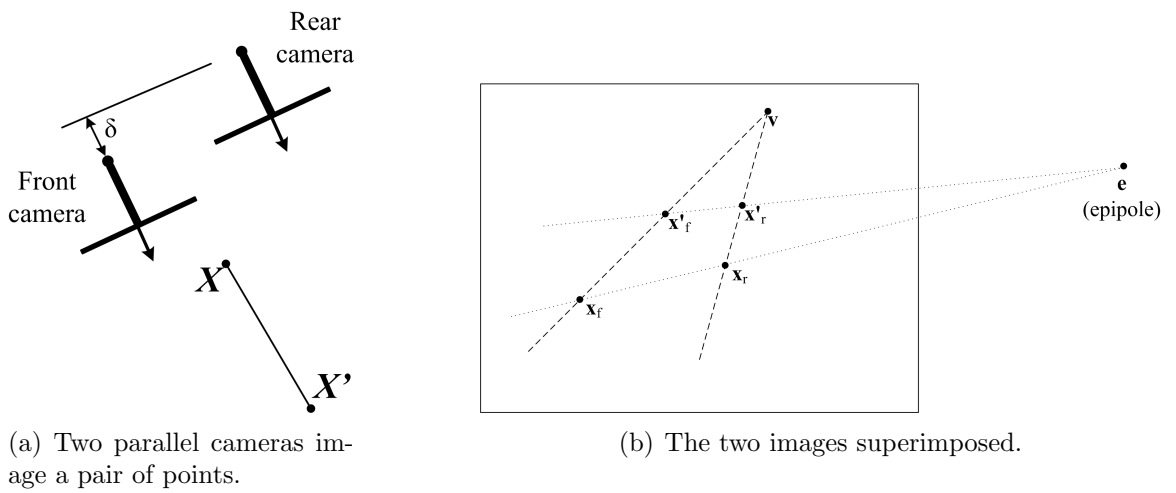 Rear
camera
δ
Front
camera
X
X'
(a) Two parallel cameras im-
age a pair of points.
v
x'f
x'r
e
(epipole)
xr
xf
(b) The two images superimposed.